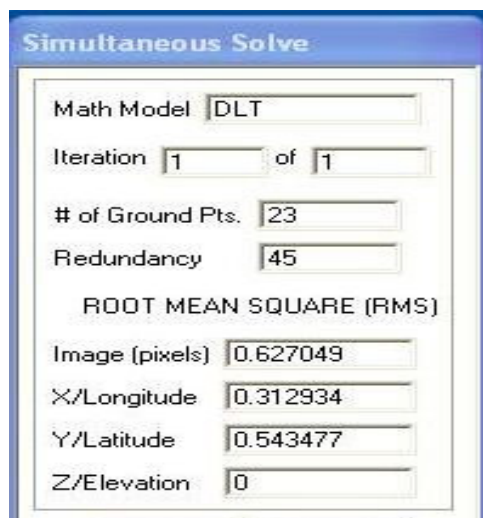 Simultaneous Solve
Math Model DLT
Iteration 1 of 1
# of Ground Pts. 23
Redundancy 45
ROOT MEAN SQUARE (RMS)
Image (pixels) 0.627049
X/Longitude 0.312934
Y/Latitude 0.543477
Z/Elevation 0